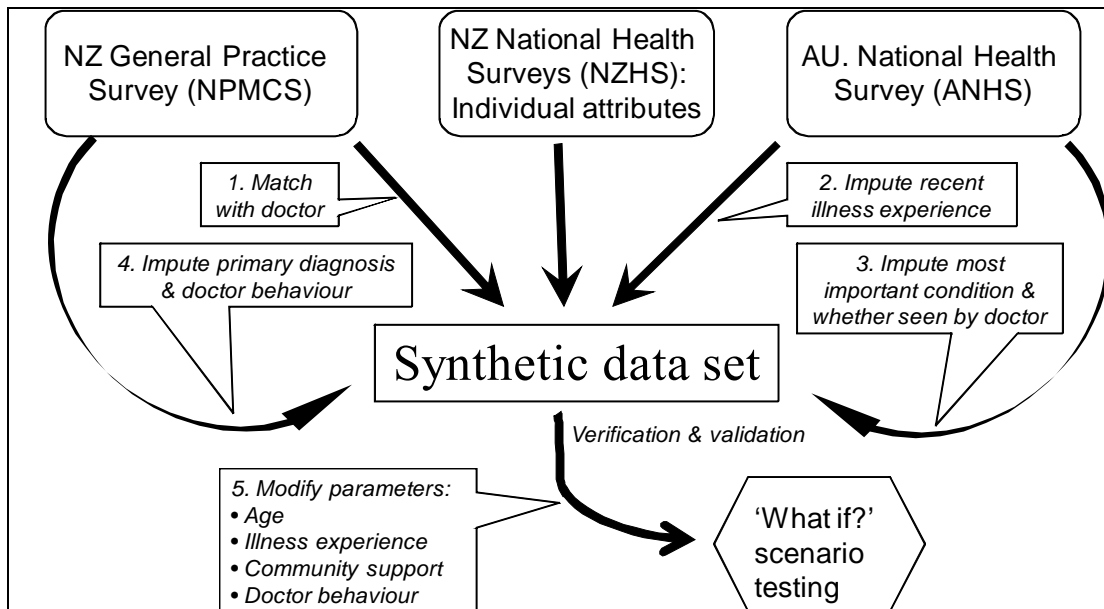 NZ General Practice
Survey (NPMCS)
NZ National Health
Surveys (NZHS):
Individual attributes
AU. National Health
Survey (ANHS)
1. Match
with doctor
2. Impute recent
illness experience
4. Impute primary diagnosis
& doctor behaviour
3. Impute most
important condition &
whether seen by doctor
Synthetic data set
Verification & validation
5. Modify parameters:
• Age
• Illness experience
• Community support
• Doctor behaviour
‘What if?’
scenario
testing